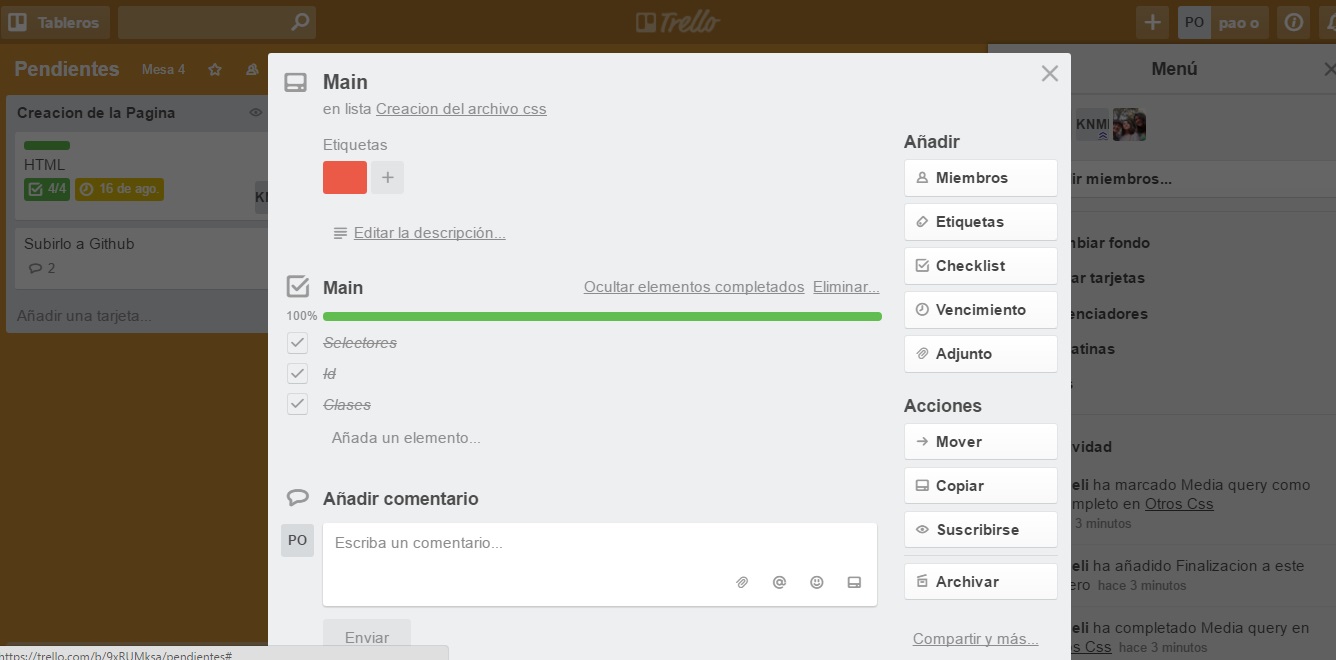 Tableros
Trello
PO pao o
Pendientes
Mesa 4
Menú
Creacion de la Pagina
HTML
4/4
16 de ago.
Subirlo a Github
2
Añadir una tarjeta...
Main
en lista Creacion del archivo css
Etiquetas
+
Editar la descripción...
Main
Ocultar elementos completados Eliminar...
100%
Selectores
Id
Clases
Añada un elemento...
Añadir comentario
PO
Escriba un comentario...
@
Enviar
Añadir
Miembros
Etiquetas
Checklist
Vencimiento
Adjunto
Acciones
Mover
Copiar
Suscribirse
Archivar
Compartir y más...
KNM
ir miembros...
mbiar fondo
ar tarjetas
enciadores
atinas
s
vidad
eli ha marcado Media query como
mpleto en Otros Css
3 minutos
eli ha añadido Finalizacion a este
ero hace 3 minutos
eli ha completado Media query en
s Css hace 3 minutos
https://trello.com/b/9xRUMksa/pendientes#